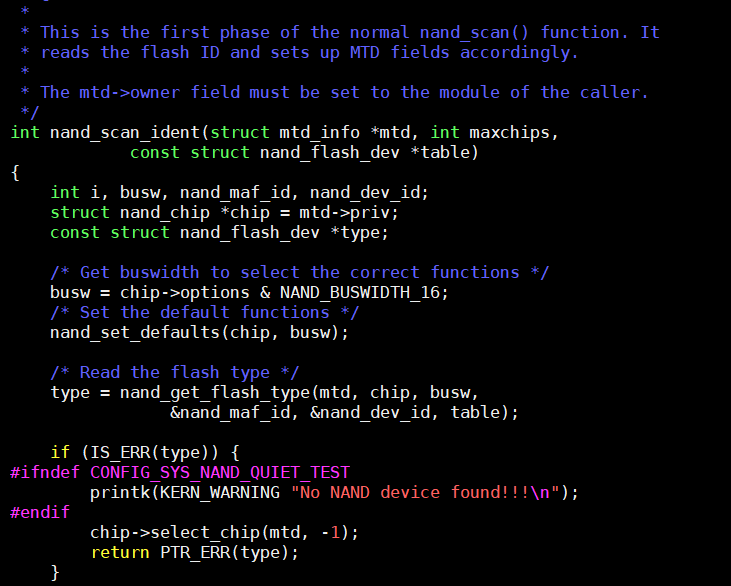 *
 * This is the first phase of the normal nand_scan() function. It
 * reads the flash ID and sets up MTD fields accordingly.
 *
 * The mtd->owner field must be set to the module of the caller.
 */
int nand_scan_ident(struct mtd_info *mtd, int maxchips,
            const struct nand_flash_dev *table)
{
    int i, busw, nand_maf_id, nand_dev_id;
    struct nand_chip *chip = mtd->priv;
    const struct nand_flash_dev *type;

    /* Get buswidth to select the correct functions */
    busw = chip->options & NAND_BUSWIDTH_16;
    /* Set the default functions */
    nand_set_defaults(chip, busw);

    /* Read the flash type */
    type = nand_get_flash_type(mtd, chip, busw,
                &nand_maf_id, &nand_dev_id, table);

    if (IS_ERR(type)) {
#ifndef CONFIG_SYS_NAND_QUIET_TEST
        printk(KERN_WARNING "No NAND device found!!!\n");
#endif
        chip->select_chip(mtd, -1);
        return PTR_ERR(type);
    }